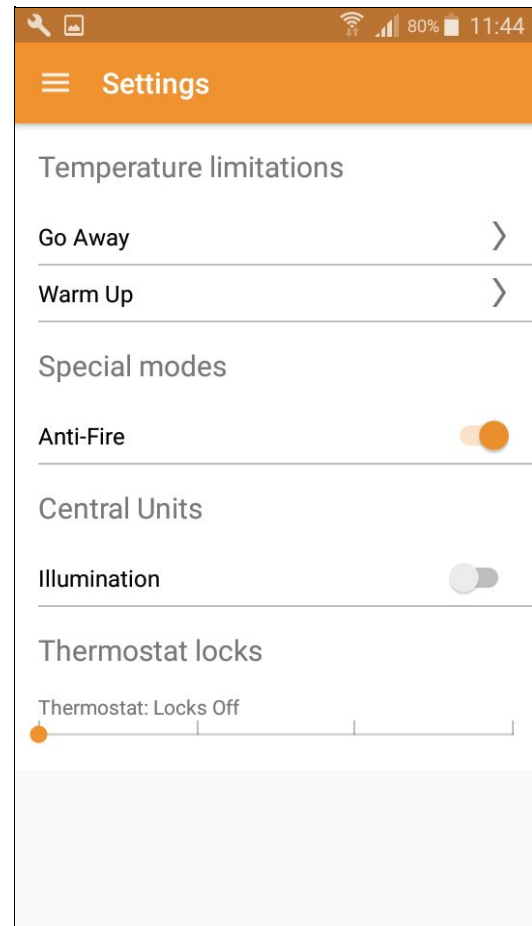 80% 11:44
Settings
Temperature limitations
Go Away
Warm Up
Special modes
Anti-Fire
Central Units
Illumination
Thermostat locks
Thermostat: Locks Off